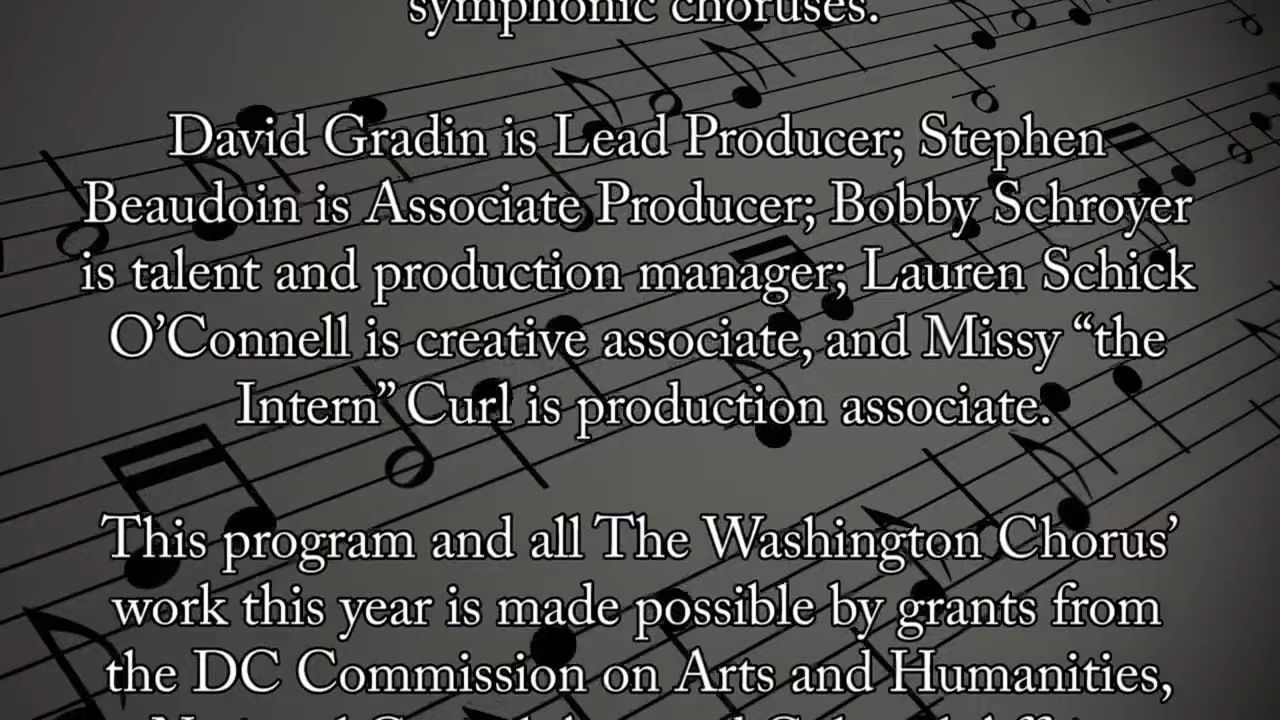 symphonic choruses.
David Gradin is Lead Producer; Stephen
Beaudoin is Associate Producer; Bobby Schroyer
is talent and production manager; Lauren Schick
O’Connell is creative associate, and Missy “the
Intern” Curl is production associate.
This program and all The Washington Chorus’
work this year is made possible by grants from
the DC Commission on Arts and Humanities,